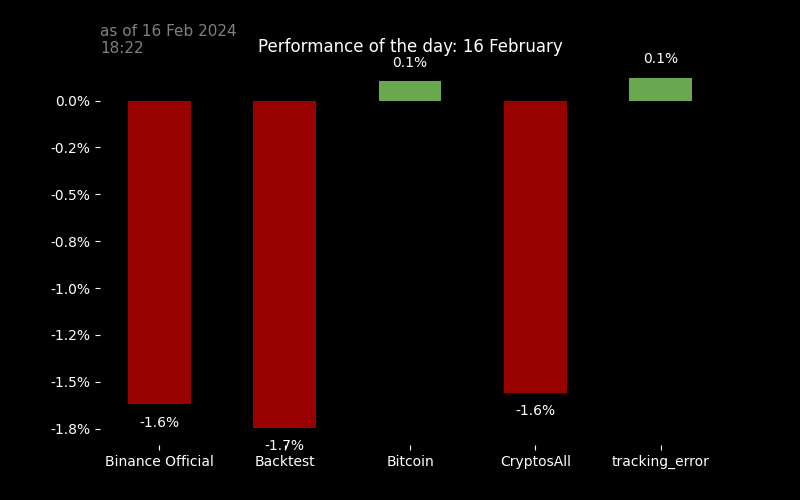 as of 16 Feb 2024
18:22
Performance of the day: 16 February
0.1%
0.1%
0.0%
-0.2%
-0.5%
-0.8%
-1.0%
-1.2%
-1.5%
-1.8%
-1.6%
-1.7%
-1.6%
Binance Official
Backtest
Bitcoin
CryptosAll
tracking_error